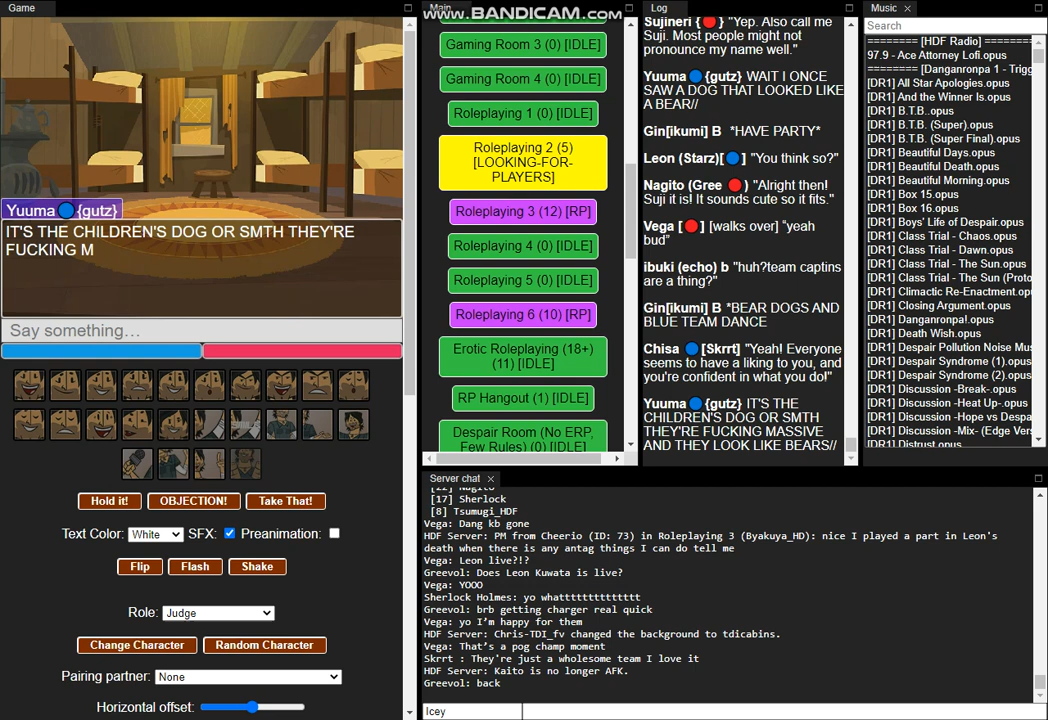 Game
Yuuma🔵{gutz}
IT'S THE CHILDREN'S DOG OR SMTH THEY'RE
FUCKING M
Say something…
Hold it!
OBJECTION!
Take That!
Text Color:
White
SFX:
Preanimation:
Flip
Flash
Shake
Role:
Judge
Change Character
Random Character
Pairing partner:
None
Horizontal offset:
Main
www.BANDICAM.com
Gaming Room 3 (0) [IDLE]
Gaming Room 4 (0) [IDLE]
Roleplaying 1 (0) [IDLE]
Roleplaying 2 (5)
[LOOKING-FOR-
PLAYERS]
Roleplaying 3 (12) [RP]
Roleplaying 4 (0) [IDLE]
Roleplaying 5 (0) [IDLE]
Roleplaying 6 (10) [RP]
Erotic Roleplaying (18+)
(11) [IDLE]
RP Hangout (1) [IDLE]
Despair Room (No ERP,
Few Rules) (0) [IDLE]
Log
Sujineri {🔴} "Yep. Also call me
Suji. Most people might not
pronounce my name well."
Yuuma🔵{gutz} WAIT I ONCE
SAW A DOG THAT LOOKED LIKE
A BEAR//
Gin[ikumi] B *HAVE PARTY*
Leon (Starz)[🔵] "You think so?"
Nagito (Gree 🔴) "Alright then!
Suji it is! It sounds cute so it fits."
Vega [🔴] [walks over] “yeah
bud”
ibuki (echo) b "huh?team captins
are a thing?"
Gin[ikumi] B *BEAR DOGS AND
BLUE TEAM DANCE
Chisa 🔵[Skrrt] "Yeah! Everyone
seems to have a liking to you, and
you're confident in what you do!"
Yuuma🔵{gutz} IT'S THE
CHILDREN'S DOG OR SMTH
THEY'RE FUCKING MASSIVE
AND THEY LOOK LIKE BEARS//
Music ×
Search
======== [HDF Radio] ========
97.9 - Ace Attorney Lofi.opus
======== [Danganronpa 1 - Trigg
[DR1] All Star Apologies.opus
[DR1] And the Winner Is.opus
[DR1] B.T.B..opus
[DR1] B.T.B. (Super).opus
[DR1] B.T.B. (Super Final).opus
[DR1] Beautiful Days.opus
[DR1] Beautiful Death.opus
[DR1] Beautiful Morning.opus
[DR1] Box 15.opus
[DR1] Box 16.opus
[DR1] Boys' Life of Despair.opus
[DR1] Class Trial - Chaos.opus
[DR1] Class Trial - Dawn.opus
[DR1] Class Trial - The Sun.opus
[DR1] Class Trial - The Sun (Proto
[DR1] Climactic Re-Enactment.opu
[DR1] Closing Argument.opus
[DR1] Danganronpa!.opus
[DR1] Death Wish.opus
[DR1] Despair Pollution Noise Mus
[DR1] Despair Syndrome (1).opus
[DR1] Despair Syndrome (2).opus
[DR1] Discussion -Break-.opus
[DR1] Discussion -Heat Up-.opus
[DR1] Discussion -Hope vs Despa
[DR1] Discussion -Mix- (Edge Vers
[DR1] Distrust.opus
Server chat ×
[22] Nagito
[17] Sherlock
[8] Tsumugi_HDF
Vega: Dang kb gone
HDF Server: PM from Cheerio (ID: 73) in Roleplaying 3 (Byakuya_HD): nice I played a part in Leon's
death when there is any antag things I can do tell me
Vega: Leon live?!?
Greevol: Does Leon Kuwata is live?
Vega: YOOO
Sherlock Holmes: yo whatttttttttttttt
Greevol: brb getting charger real quick
Vega: yo I’m happy for them
HDF Server: Chris-TDI_fv changed the background to tdicabins.
Vega: That’s a pog champ moment
Skrrt : They're just a wholesome team I love it
HDF Server: Kaito is no longer AFK.
Greevol: back
Icey